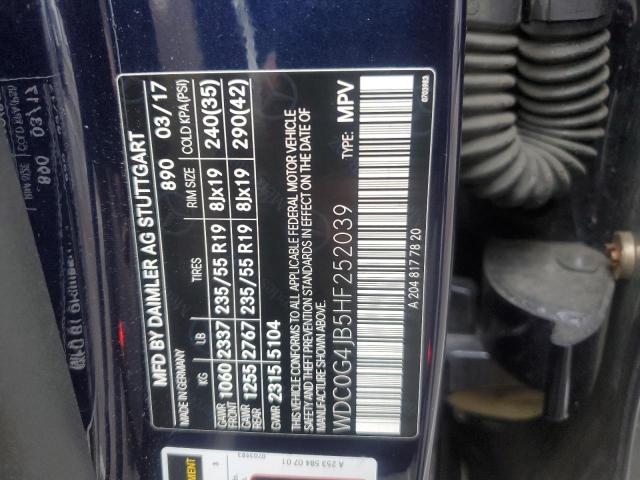 MFD BY DAIMLER AG STUTTGART
MADE IN GERMANY 890 03/17
KG LB TIRES RIM SIZE COLD KPA(PSI)
GAWR FRONT 1060 2337 235/55 R19 8Jx19 240(35)
GAWR REAR 1255 2767 235/55 R19 8Jx19 290(42)
GVWR 2315 5104
THIS VEHICLE CONFORMS TO ALL APPLICABLE FEDERAL MOTOR VEHICLE
SAFETY AND THEFT PREVENTION STANDARDS IN EFFECT ON THE DATE OF
MANUFACTURE SHOWN ABOVE.
WDC0G4JB5HF252039 TYPE: MPV
A 204 817 78 20
0703983
A 253 584 07 01